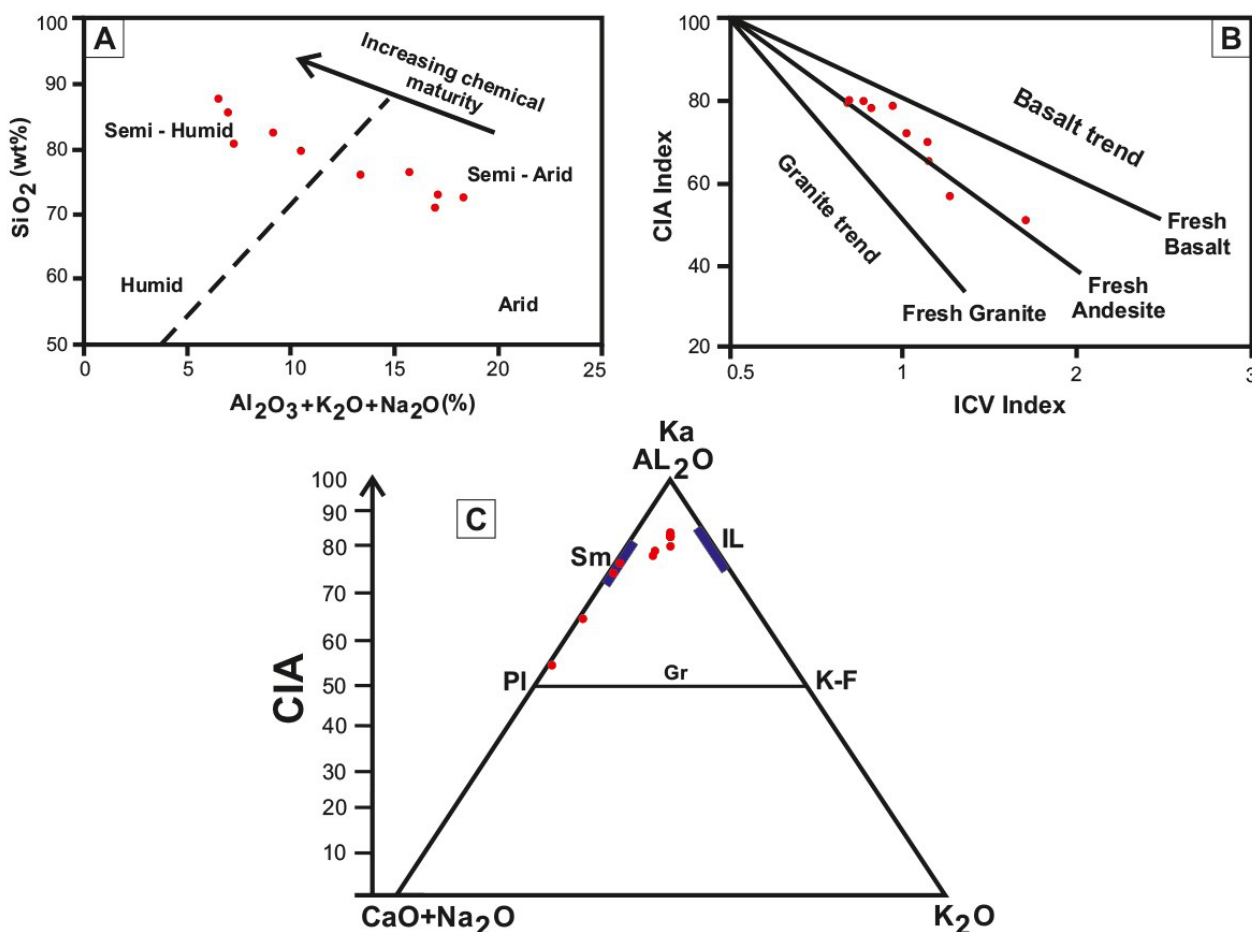 A
Increasing chemical
maturity
Semi - Humid
Semi - Arid
Humid
Arid
SiO₂ (wt%)
100
90
80
70
60
50
0
5
10
15
20
25
Al₂O₃+K₂O+Na₂O(%)
B
Basalt trend
Granite trend
Fresh
Basalt
Fresh
Andesite
Fresh Granite
CIA Index
100
80
60
40
20
0.5
1
2
3
ICV Index
C
Ka
AL₂O
Sm
IL
Pl
Gr
K-F
CIA
100
90
80
70
60
50
40
30
20
10
CaO+Na₂O
K₂O